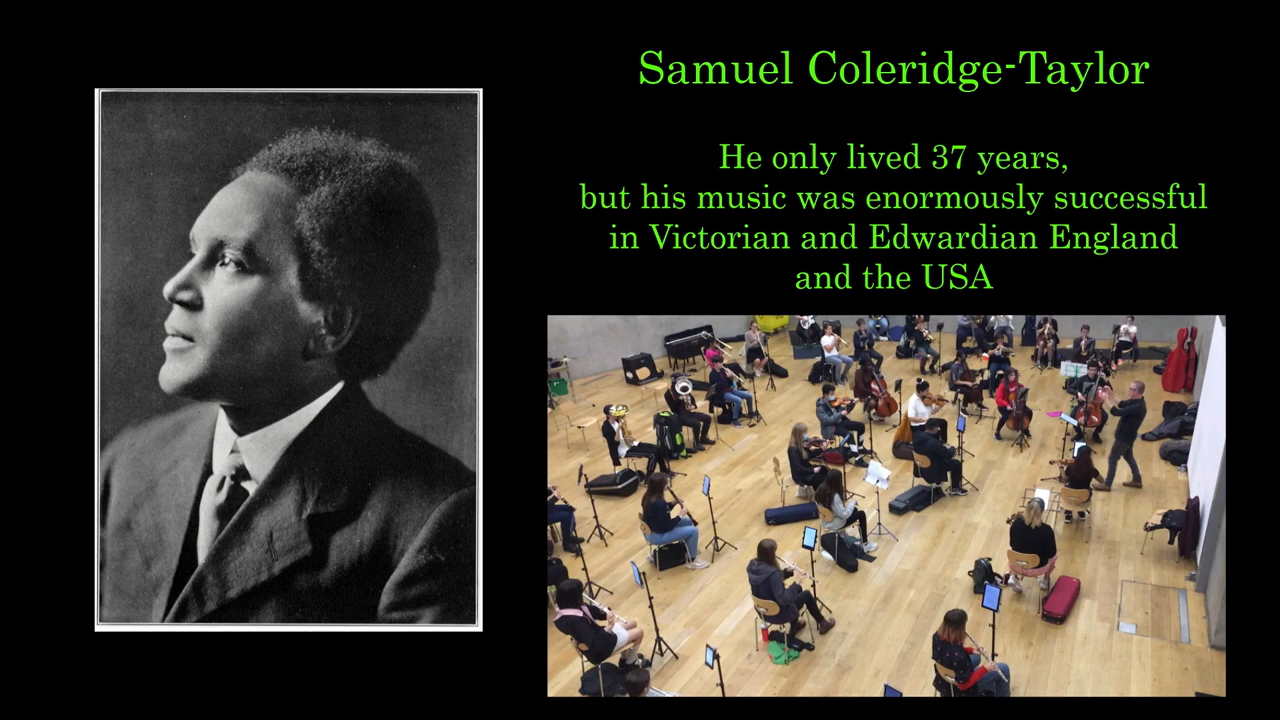 Samuel Coleridge-Taylor
He only lived 37 years,
but his music was enormously successful
in Victorian and Edwardian England
and the USA